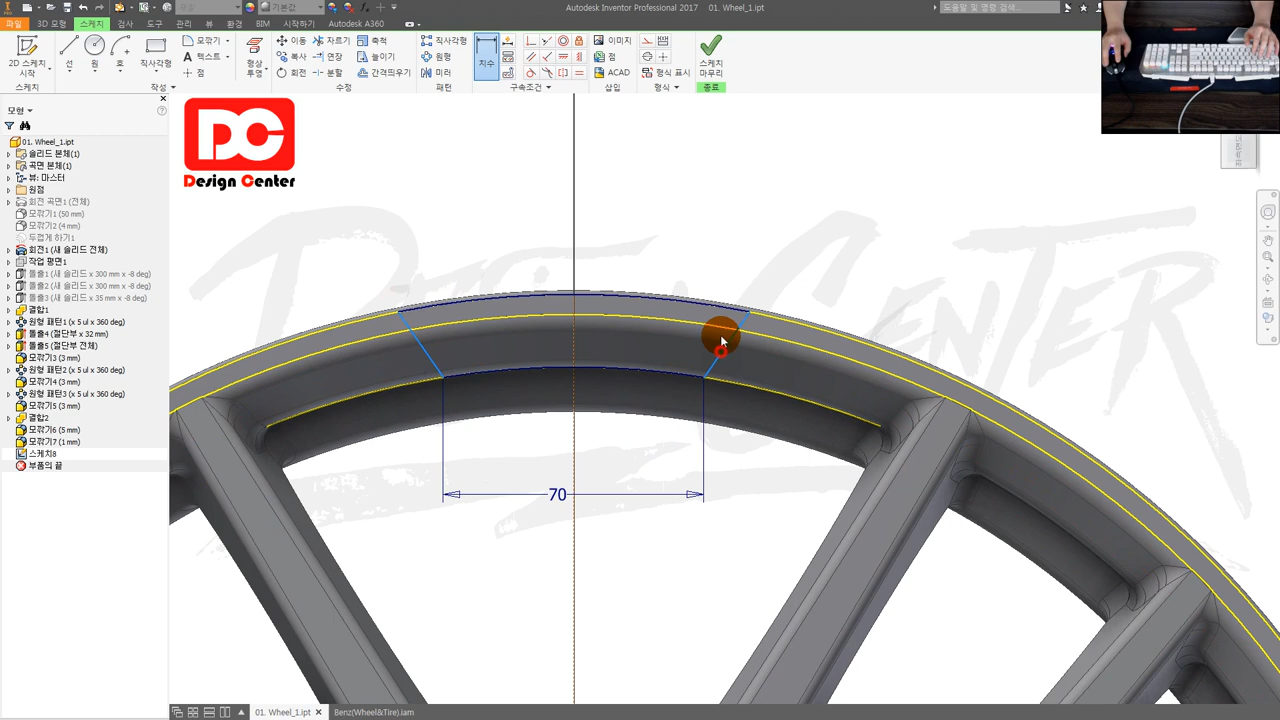 Autodesk Inventor Professional 2017 01. Wheel_1.ipt
도움말 및 명령 검색...
기본값
파일 3D 모형 스케치 검사 도구 관리 뷰 환경 BIM 시작하기 Autodesk A360
2D 스케치 시작
선
원
호
직사각형
모깎기
텍스트
점
형상 투영
이동
복사
회전
자르기
연장
분할
축척
늘이기
간격띄우기
직사각형
원형
미러
치수
이미지
점
ACAD
형식 표시
스케치 마무리
스케치 작성 수정 패턴 구속조건 삽입 형식 종료
모형
01. Wheel_1.ipt
솔리드 본체(1)
곡면 본체(1)
뷰: 마스터
원점
회전 곡면1 (전체)
모깎기1 (50 mm)
모깎기2 (4 mm)
두껍게 하기1
회전1 (새 솔리드 전체)
작업 평면1
돌출1 (새 솔리드 x 300 mm x -8 deg)
돌출2 (새 솔리드 x 300 mm x -8 deg)
돌출3 (새 솔리드 x 35 mm x -8 deg)
결합1
원형 패턴1 (x 5 ul x 360 deg)
돌출4 (절단부 x 32 mm)
돌출5 (절단부 전체)
모깎기3 (3 mm)
원형 패턴2 (x 5 ul x 360 deg)
모깎기4 (3 mm)
원형 패턴3 (x 5 ul x 360 deg)
모깎기5 (3 mm)
결합2
모깎기6 (5 mm)
모깎기7 (1 mm)
스케치8
부품의 끝
DC
Design Center
DESIGN CENTER
70
01. Wheel_1.ipt
Benz(Wheel&Tire).iam